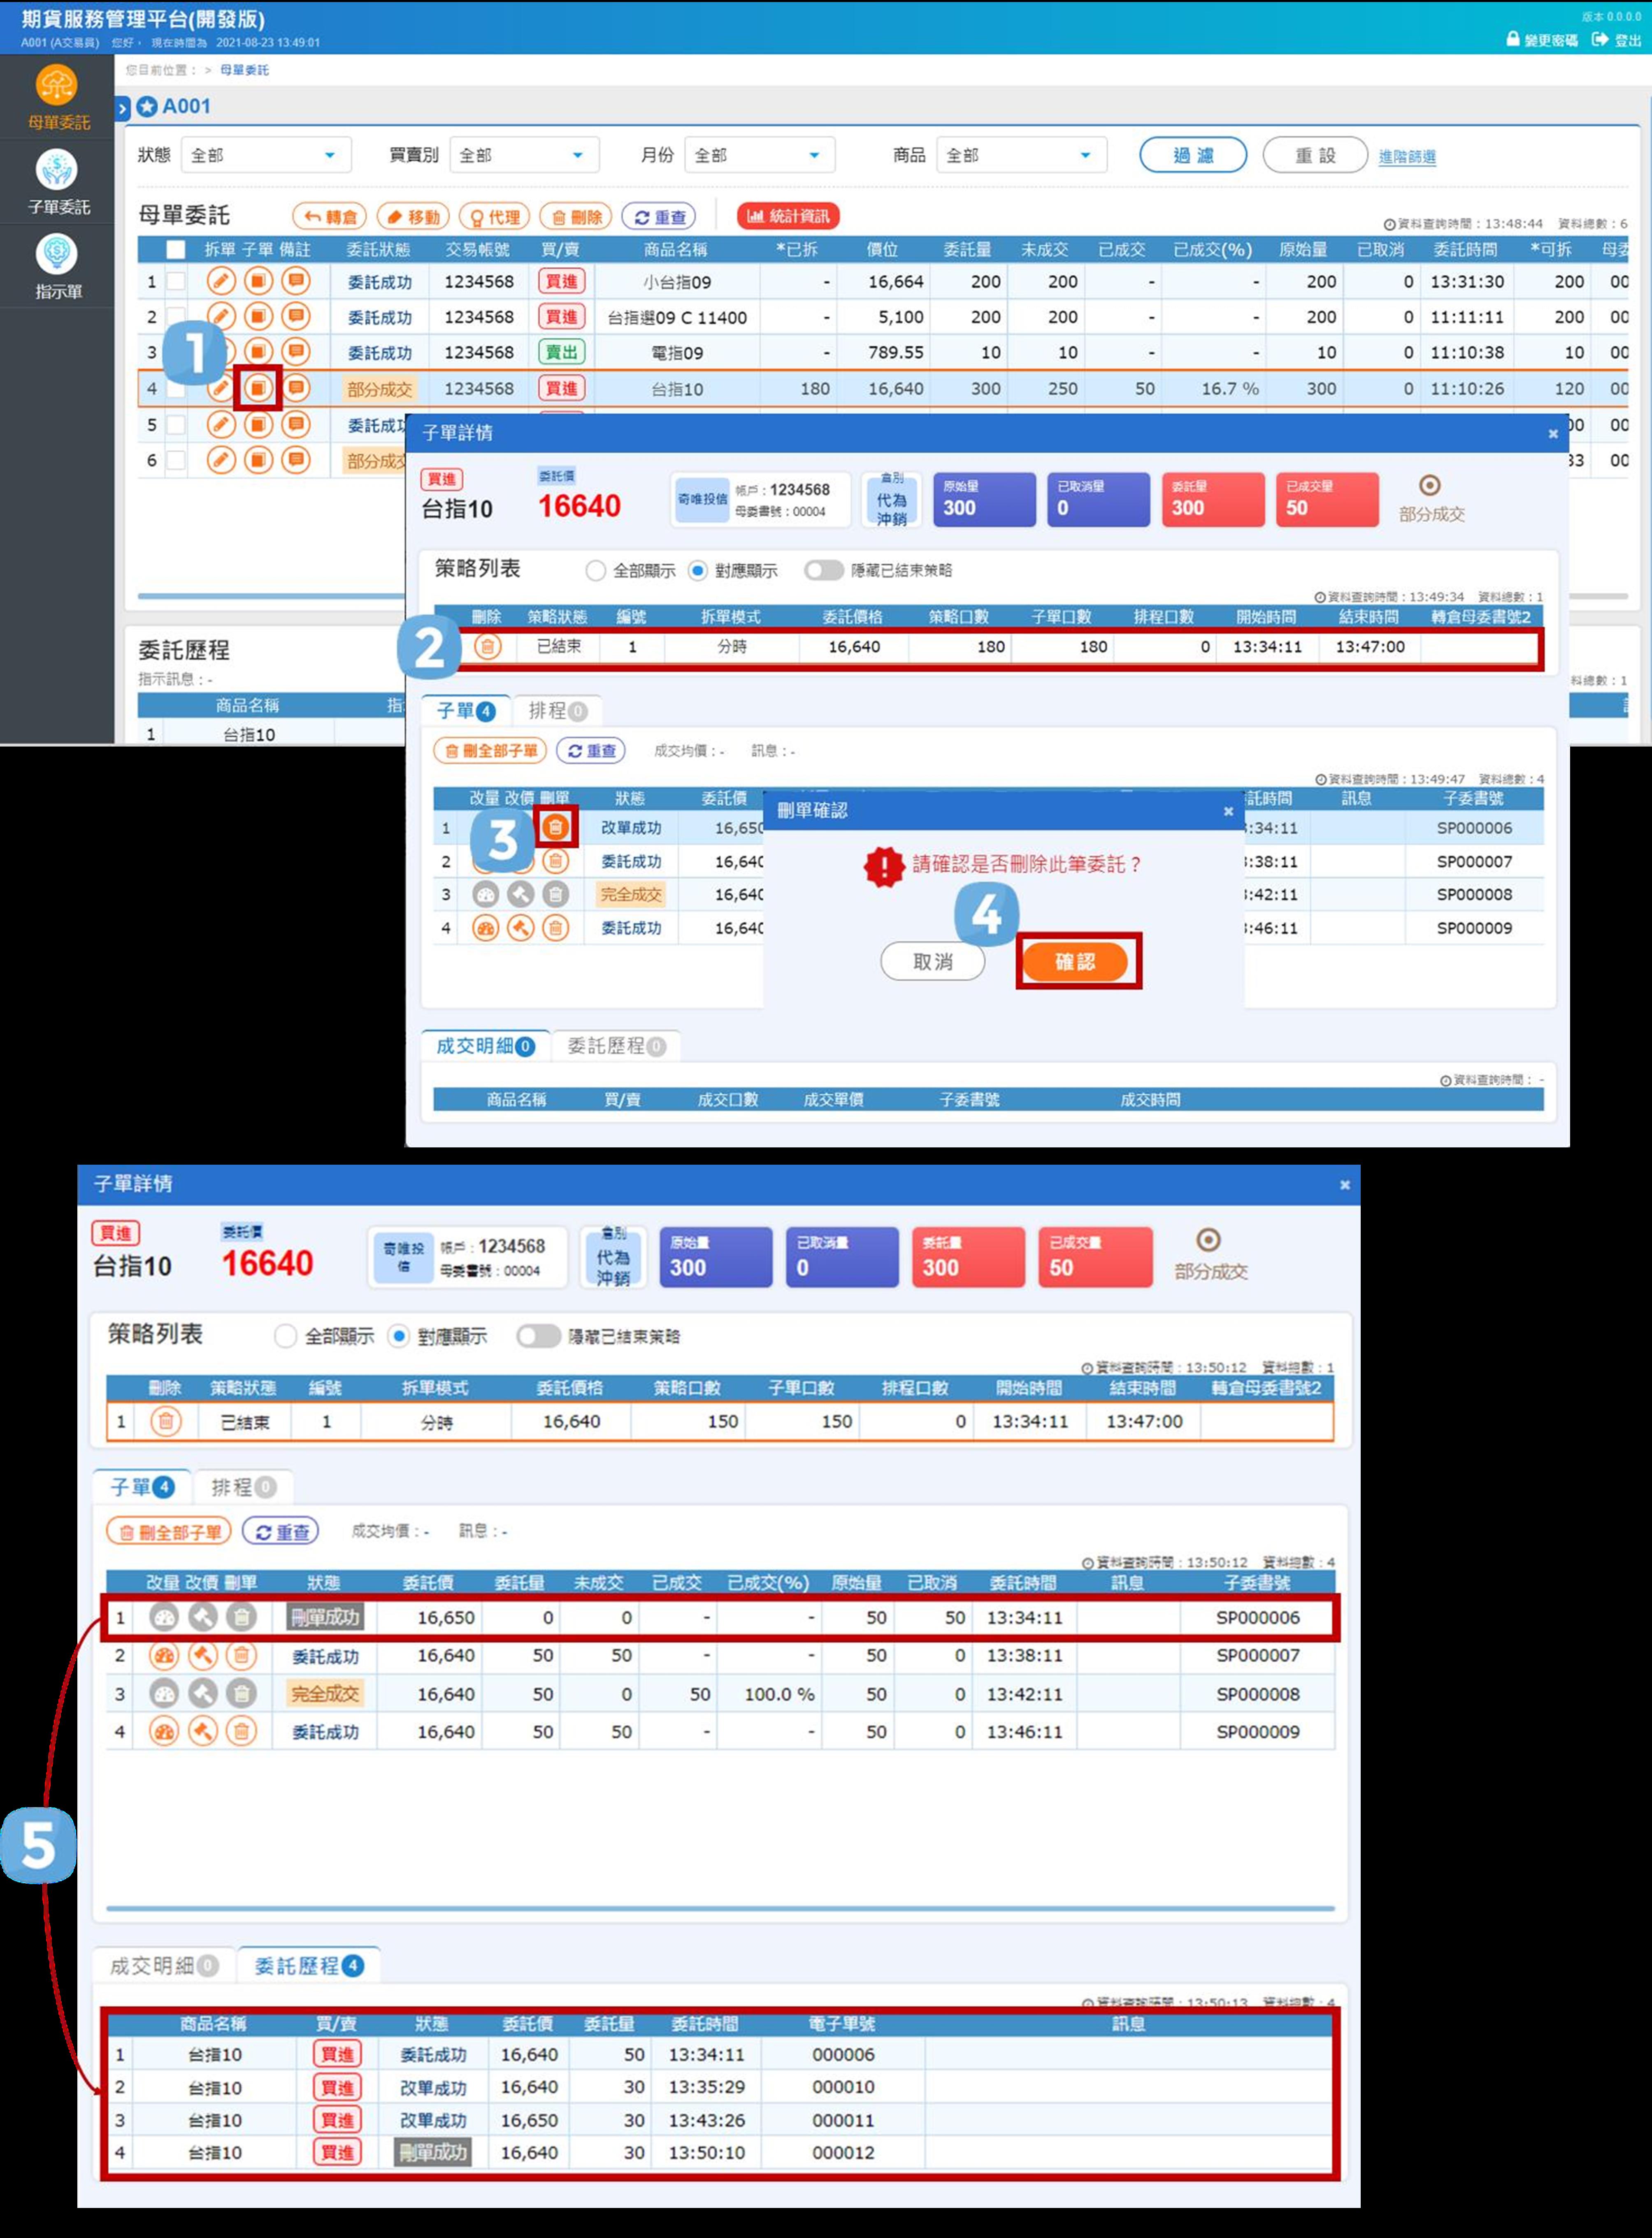 期貨服務管理平台(開發版)
版本 0.0.0.0
A001 (A交易員) 您好， 現在時間為 2021-08-23 13:49:01
變更密碼 登出
您目前位置： > 母單委託
母單委託
子單委託
指示單
A001
狀態 全部 買賣別 全部 月份 全部 商品 全部 過濾 重設 進階篩選
母單委託 轉倉 移動 代理 刪除 重查 統計資訊
資料查詢時間：13:48:44 資料總數：6
拆單 子單 備註 委託狀態 交易帳號 買/賣 商品名稱 *已折 價位 委託量 未成交 已成交 已成交(%) 原始量 已取消 委託時間 *可折 母委
1 委託成功 1234568 買進 小台指09 - 16,664 200 200 - - 200 0 13:31:30 200 00
2 委託成功 1234568 買進 台指選09 C 11400 - 5,100 200 200 - - 200 0 11:11:11 200 00
3 委託成功 1234568 賣出 電指09 - 789.55 10 10 - - 10 0 11:10:38 10 00
1
4 部分成交 1234568 買進 台指10 180 16,640 300 250 50 16.7 % 300 0 11:10:26 120 00
5 委託成功 00 00
6 部分成交 33 00
委託歷程
指示訊息：-
料總數：1
商品名稱 指
1 台指10
子單詳情
買進 台指10
委託價 16640
奇唯投信 帳戶：1234568
母委書號：00004
倉別 代為沖銷
原始量 300
已取消量 0
委託量 300
已成交量 50
部分成交
策略列表 全部顯示 對應顯示 隱藏已結束策略
資料查詢時間：13:49:34 資料總數：1
刪除 策略狀態 編號 拆單模式 委託價格 策略口數 子單口數 排程口數 開始時間 結束時間 轉倉母委書號2
2
已結束 1 分時 16,640 180 180 0 13:34:11 13:47:00
子單4 排程0
刪全部子單 重查 成交均價：- 訊息：-
資料查詢時間：13:49:47 資料總數：4
改量 改價 刪單 狀態 委託價 託時間 訊息 子委書號
1 改單成功 16,650 :34:11 SP000006
3
2 委託成功 16,640 :38:11 SP000007
3 完全成交 16,640 :42:11 SP000008
4 委託成功 16,640 :46:11 SP000009
刪單確認
請確認是否刪除此筆委託？
4
取消 確認
成交明細0 委託歷程0
資料查詢時間：-
商品名稱 買/賣 成交口數 成交單價 子委書號 成交時間
子單詳情
買進 台指10
委託價 16640
奇唯投信 帳戶：1234568
母委書號：00004
倉別 代為沖銷
原始量 300
已取消量 0
委託量 300
已成交量 50
部分成交
策略列表 全部顯示 對應顯示 隱藏已結束策略
資料查詢時間：13:50:12 資料總數：1
刪除 策略狀態 編號 拆單模式 委託價格 策略口數 子單口數 排程口數 開始時間 結束時間 轉倉母委書號2
1 已結束 1 分時 16,640 150 150 0 13:34:11 13:47:00
子單4 排程0
刪全部子單 重查 成交均價：- 訊息：-
資料查詢時間：13:50:12 資料總數：4
改量 改價 刪單 狀態 委託價 委託量 未成交 已成交 已成交(%) 原始量 已取消 委託時間 訊息 子委書號
1 刪單成功 16,650 0 0 - - 50 50 13:34:11 SP000006
2 委託成功 16,640 50 50 - - 50 0 13:38:11 SP000007
3 完全成交 16,640 50 0 50 100.0 % 50 0 13:42:11 SP000008
4 委託成功 16,640 50 50 - - 50 0 13:46:11 SP000009
5
成交明細0 委託歷程4
資料查詢時間：13:50:13 資料總數：4
商品名稱 買/賣 狀態 委託價 委託量 委託時間 電子單號 訊息
1 台指10 買進 委託成功 16,640 50 13:34:11 000006
2 台指10 買進 改單成功 16,640 30 13:35:29 000010
3 台指10 買進 改單成功 16,650 30 13:43:26 000011
4 台指10 買進 刪單成功 16,640 30 13:50:10 000012